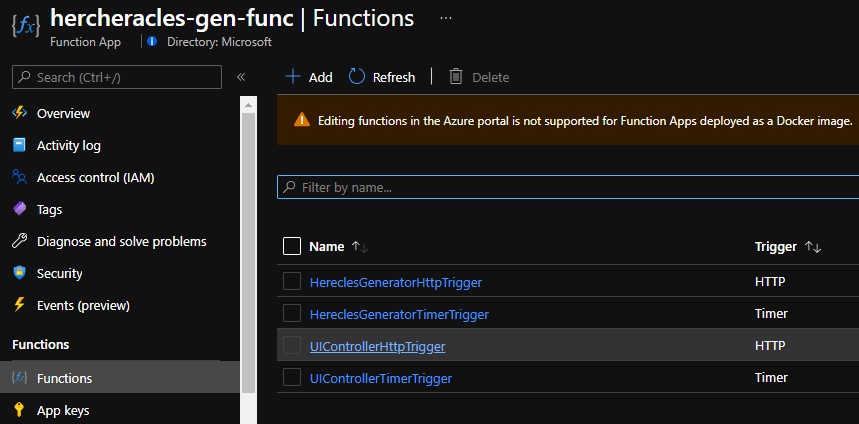 hercheracles-gen-func | Functions ...
Function App | Directory: Microsoft
Search (Ctrl+/) «
Overview
Activity log
Access control (IAM)
Tags
Diagnose and solve problems
Security
Events (preview)
Functions
Functions
App keys
Add Refresh Delete
Editing functions in the Azure portal is not supported for Function Apps deployed as a Docker image.
Filter by name...
Name Trigger
HereclesGeneratorHttpTrigger HTTP
HereclesGeneratorTimerTrigger Timer
UIControllerHttpTrigger HTTP
UIControllerTimerTrigger Timer